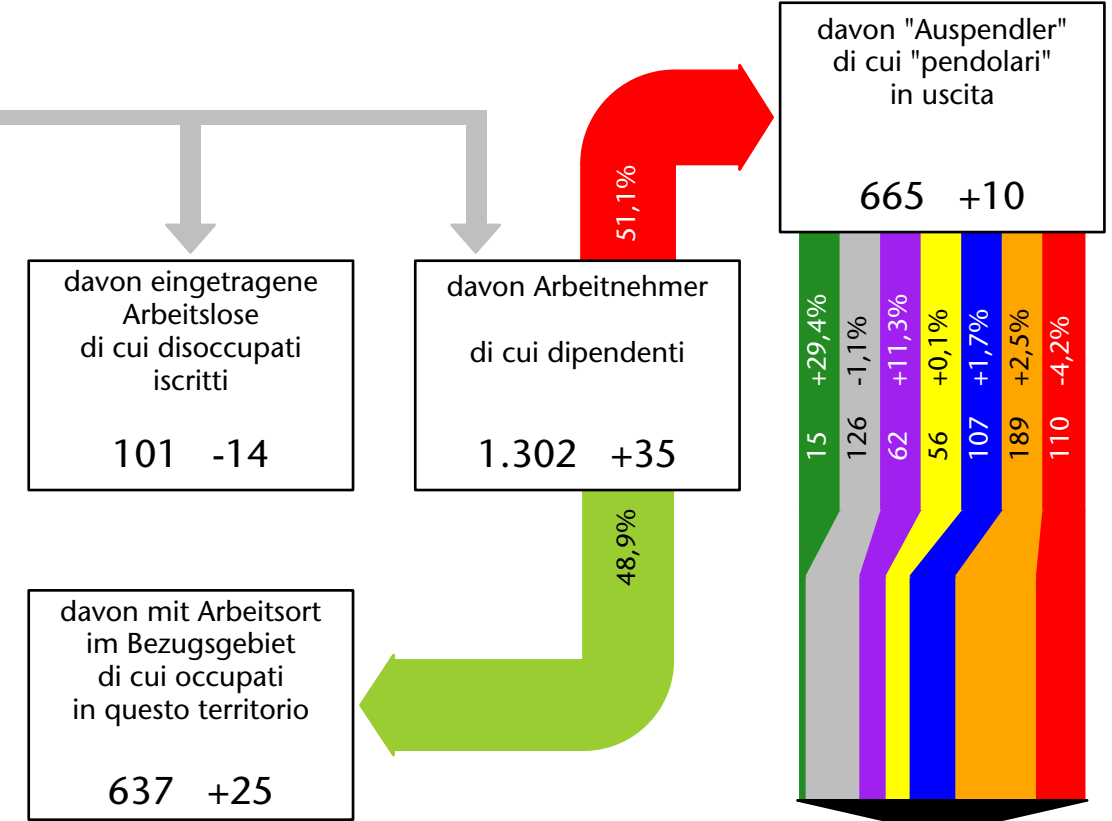 davon "Auspendler"
di cui "pendolari"
in uscita
665 +10
51,1%
davon eingetragene
Arbeitslose
di cui disoccupati
iscritti
101 -14
davon Arbeitnehmer
di cui dipendenti
1.302 +35
15 +29,4%
126 -1,1%
62 +11,3%
56 +0,1%
107 +1,7%
189 +2,5%
110 -4,2%
48,9%
davon mit Arbeitsort
im Bezugsgebiet
di cui occupati
in questo territorio
637 +25